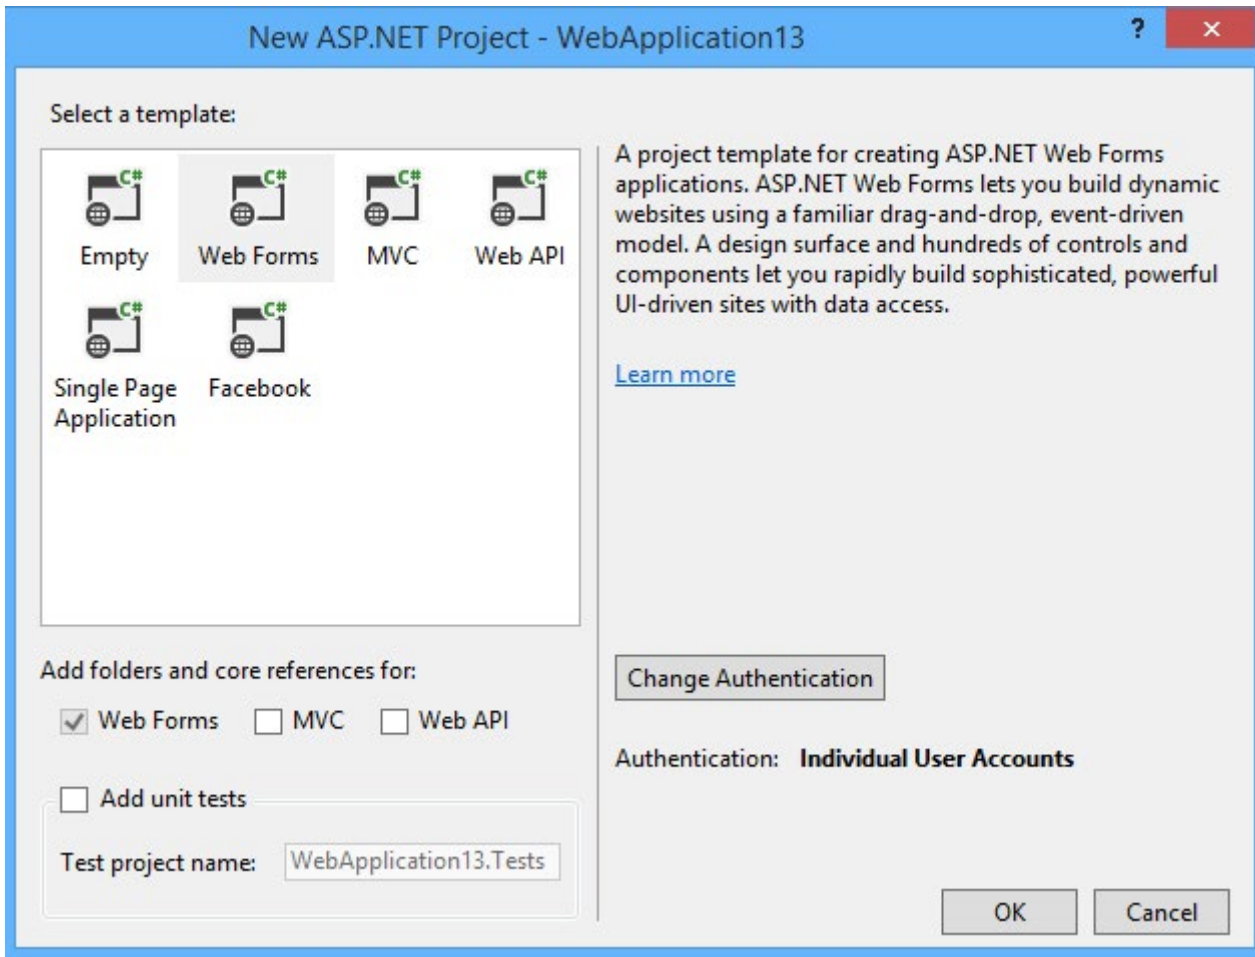 New ASP.NET Project - WebApplication13
?
×
Select a template:
C# C# C# C#
Empty Web Forms MVC Web API
C# C#
Single Page Facebook
Application
A project template for creating ASP.NET Web Forms
applications. ASP.NET Web Forms lets you build dynamic
websites using a familiar drag-and-drop, event-driven
model. A design surface and hundreds of controls and
components let you rapidly build sophisticated, powerful
UI-driven sites with data access.
Learn more
Add folders and core references for:
Web Forms MVC Web API
Add unit tests
Test project name: WebApplication13.Tests
Change Authentication
Authentication: Individual User Accounts
OK Cancel